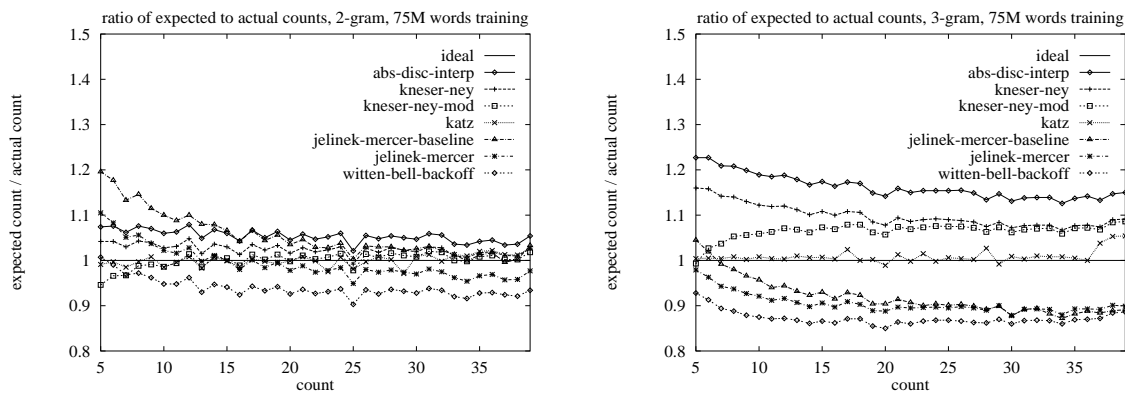 ratio of expected to actual counts, 2-gram, 75M words training
expected count / actual count
1.5
1.4
1.3
1.2
1.1
1
0.9
0.8
ideal
abs-disc-interp
kneser-ney
kneser-ney-mod
katz
jelinek-mercer-baseline
jelinek-mercer
witten-bell-backoff
5 10 15 20 25 30 35
count
ratio of expected to actual counts, 3-gram, 75M words training
expected count / actual count
1.5
1.4
1.3
1.2
1.1
1
0.9
0.8
ideal
abs-disc-interp
kneser-ney
kneser-ney-mod
katz
jelinek-mercer-baseline
jelinek-mercer
witten-bell-backoff
5 10 15 20 25 30 35
count